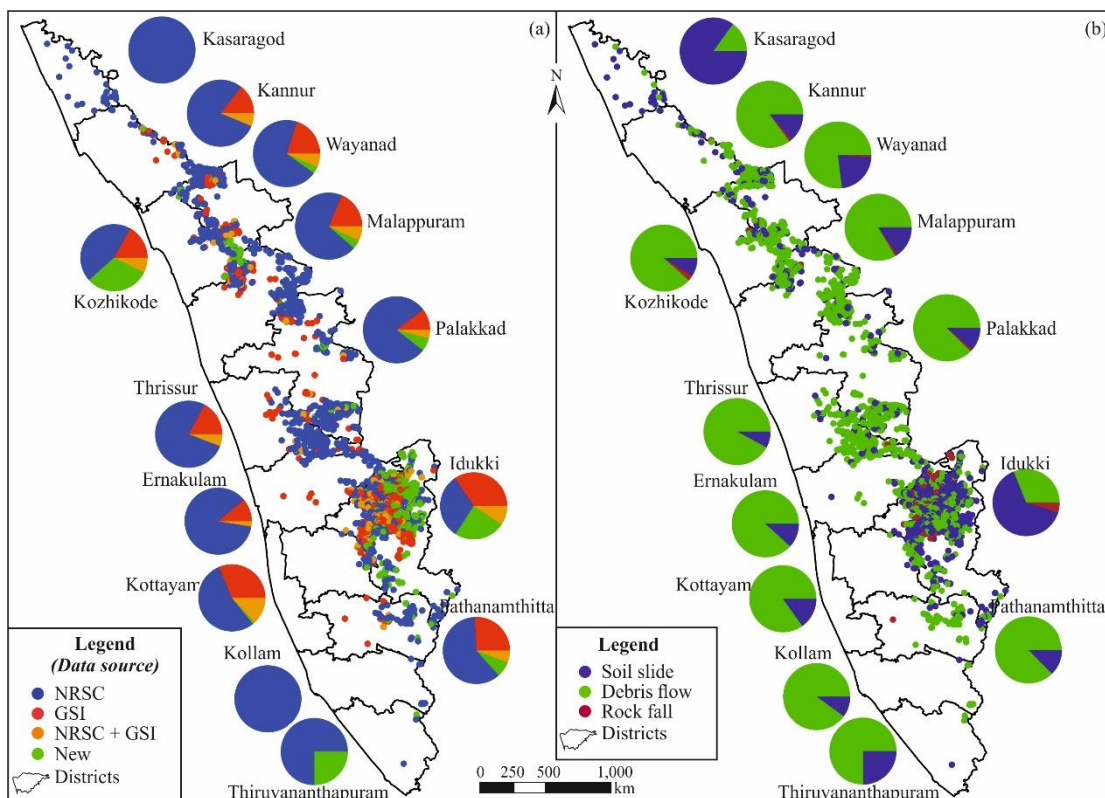 (a)
Kasaragod
Kannur
Wayanad
Malappuram
Kozhikode
Palakkad
Thrissur
Ernakulam
Idukki
Kottayam
Pathanamthitta
Kollam
Thiruvananthapuram
Legend
(Data source)
NRSC
GSI
NRSC + GSI
New
Districts
N
0 250 500 1,000
km
(b)
Kasaragod
Kannur
Wayanad
Malappuram
Kozhikode
Palakkad
Thrissur
Idukki
Ernakulam
Kottayam
Pathanamthitta
Kollam
Thiruvananthapuram
Legend
Soil slide
Debris flow
Rock fall
Districts